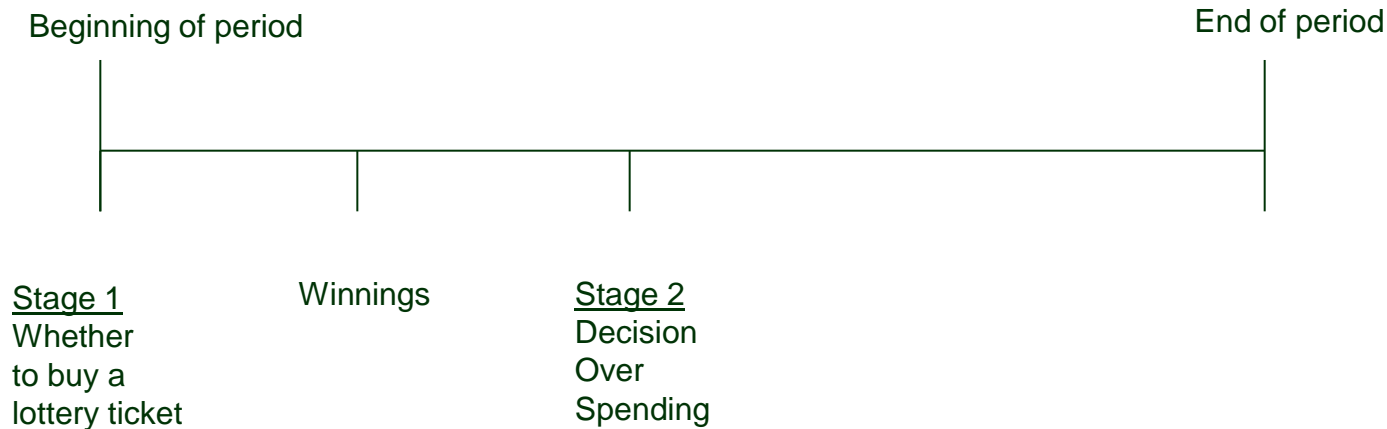 Beginning of period
End of period
Stage 1
Whether
to buy a
lottery ticket
Winnings
Stage 2
Decision
Over
Spending